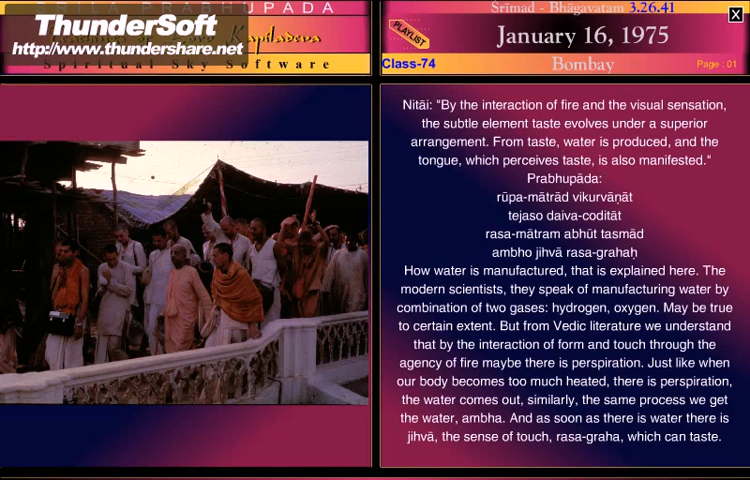 SRILA PRABHUPADA
ThunderSoft
http://www.thundershare.net
Kapiladeva
Spiritual Sky Software
Śrīmad - Bhāgavatam 3.26.41
X
PLAYLIST
January 16, 1975
Class-74
Bombay
Page : 01
Nitāi: "By the interaction of fire and the visual sensation,
the subtle element taste evolves under a superior
arrangement. From taste, water is produced, and the
tongue, which perceives taste, is also manifested."
Prabhupāda:
rūpa-mātrād vikurvāṇāt
tejaso daiva-coditāt
rasa-mātram abhūt tasmād
ambho jihvā rasa-grahaḥ
How water is manufactured, that is explained here. The
modern scientists, they speak of manufacturing water by
combination of two gases: hydrogen, oxygen. May be true
to certain extent. But from Vedic literature we understand
that by the interaction of form and touch through the
agency of fire maybe there is perspiration. Just like when
our body becomes too much heated, there is perspiration,
the water comes out, similarly, the same process we get
the water, ambha. And as soon as there is water there is
jihvā, the sense of touch, rasa-graha, which can taste.